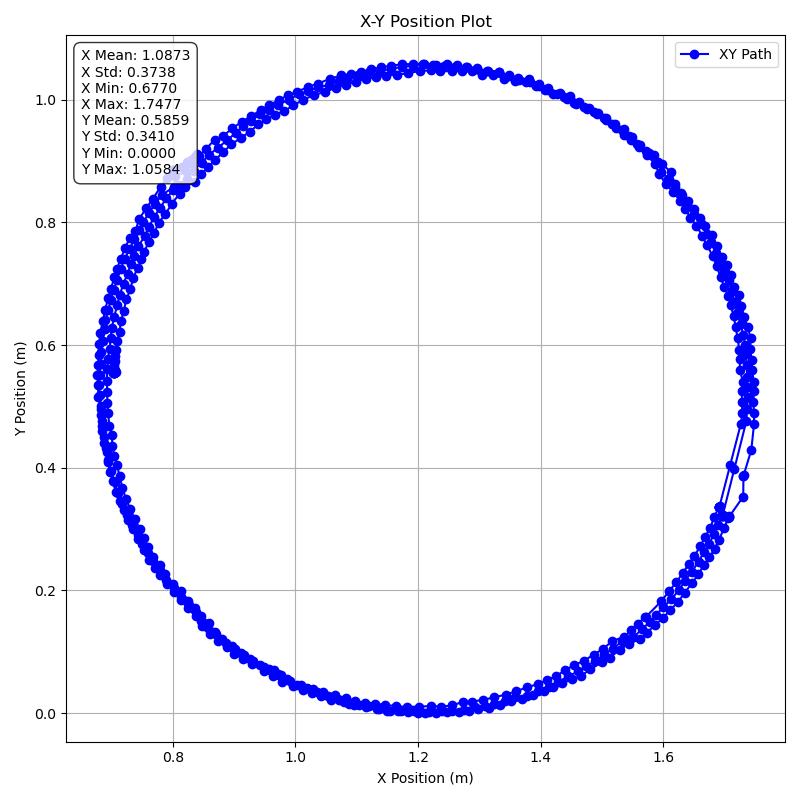 X-Y Position Plot
X Mean: 1.0873
X Std: 0.3738
X Min: 0.6770
X Max: 1.7477
Y Mean: 0.5859
Y Std: 0.3410
Y Min: 0.0000
Y Max: 1.0584
XY Path
1.0
0.8
0.6
0.4
0.2
0.0
Y Position (m)
0.8 1.0 1.2 1.4 1.6
X Position (m)